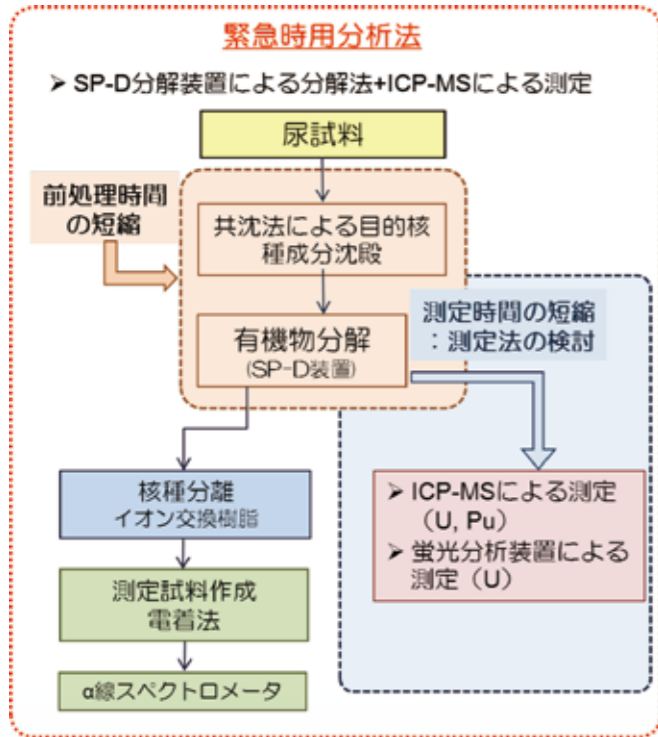 緊急時用分析法
➤ SP-D分解装置による分解法+ICP-MSによる測定
尿試料
前処理時間
の短縮
共沈法による目的核
種成分沈殿
有機物分解
(SP-D装置)
測定時間の短縮
：測定法の検討
核種分離
イオン交換樹脂
測定試料作成
電着法
α線スペクトロメータ
➤ ICP-MSによる測定
（U, Pu）
➤ 蛍光分析装置による
測定（U）